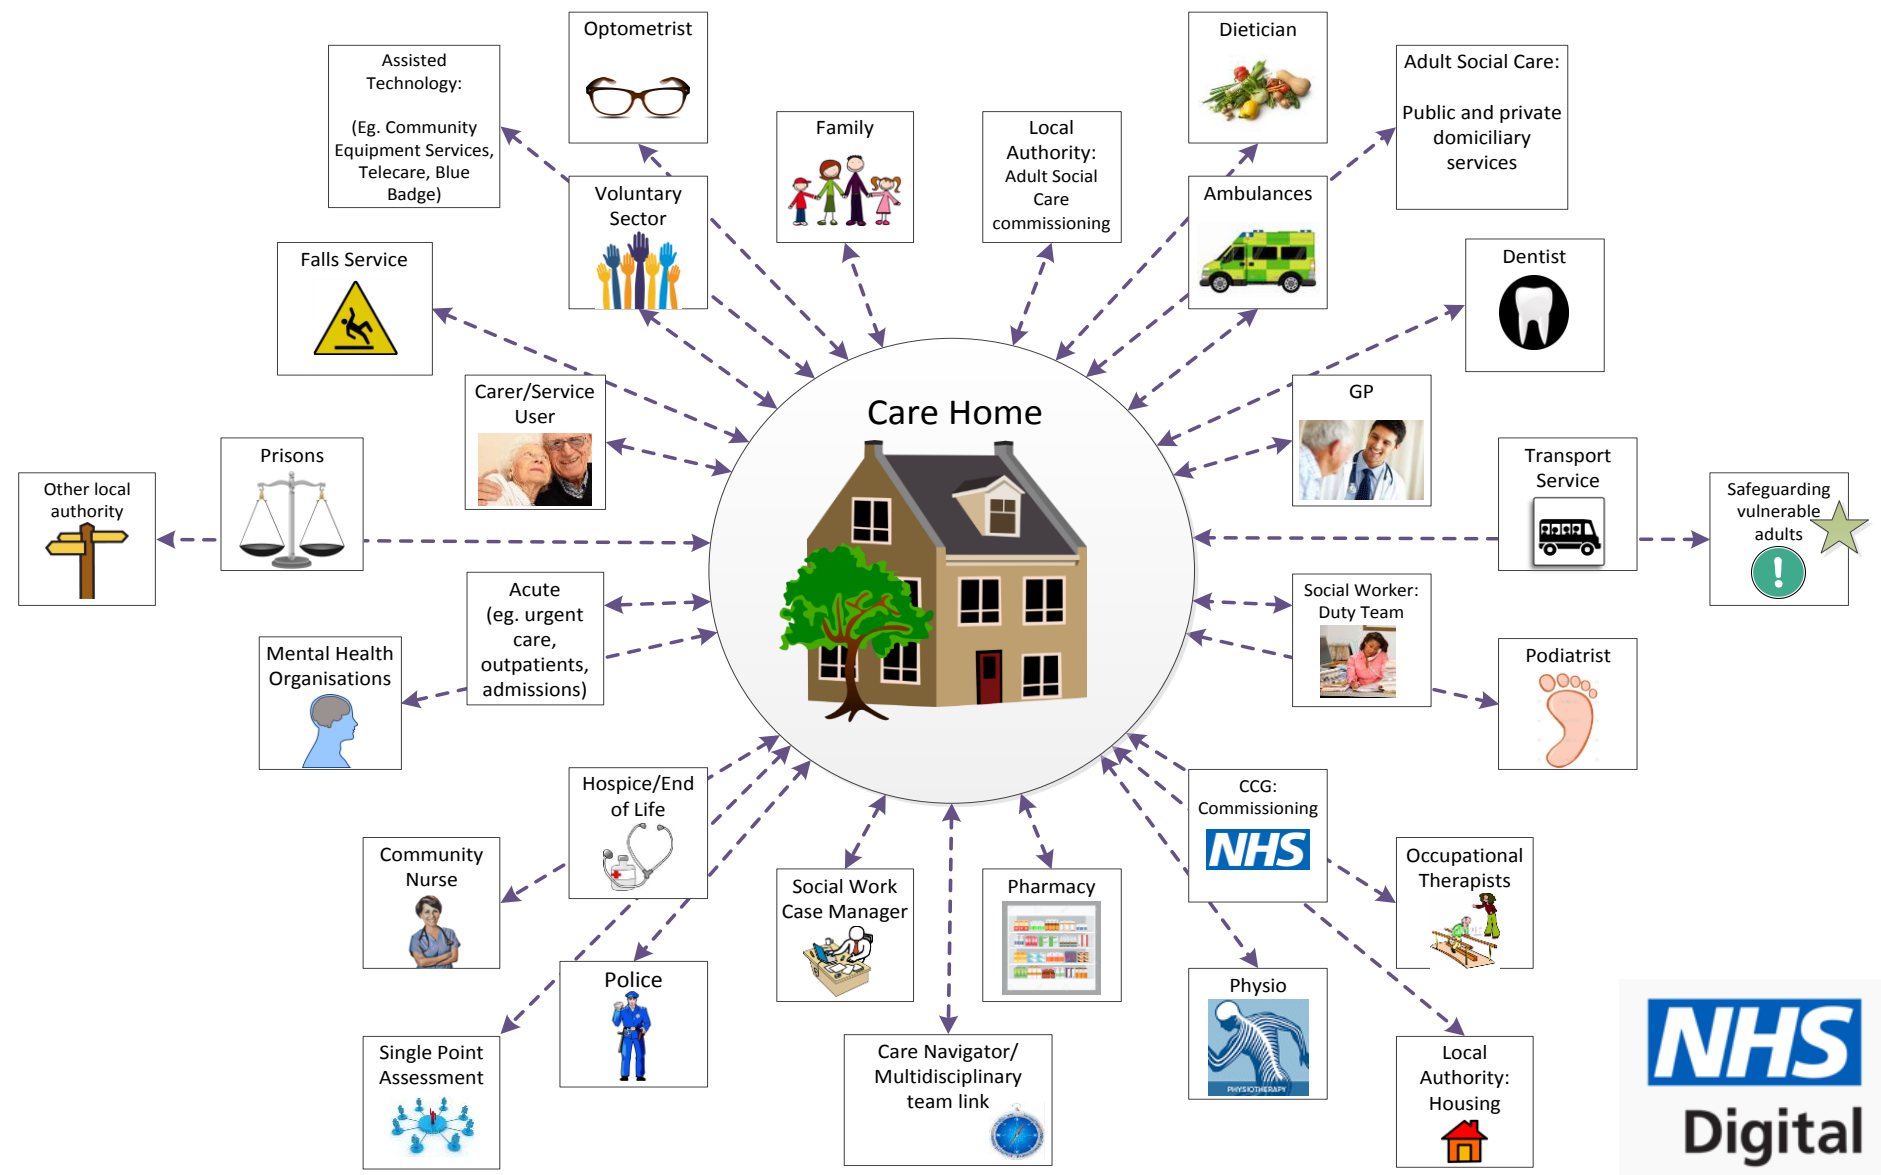 Optometrist
Dietician
Assisted
Technology:
(Eg. Community
Equipment Services,
Telecare, Blue
Badge)
Adult Social Care:
Public and private
domiciliary
services
Family
Local
Authority:
Adult Social
Care
commissioning
Voluntary
Sector
Ambulances
Falls Service
Dentist
Carer/Service
User
GP
Care Home
Prisons
Transport
Service
Other local
authority
Safeguarding
vulnerable
adults
!
Acute
(eg. urgent
care,
outpatients,
admissions)
Social Worker:
Duty Team
Mental Health
Organisations
Podiatrist
Hospice/End
of Life
CCG:
Commissioning
NHS
Community
Nurse
Social Work
Case Manager
Pharmacy
Occupational
Therapists
Police
Physio
PHYSIOTHERAPY
Single Point
Assessment
Care Navigator/
Multidisciplinary
team link
Local
Authority:
Housing
NHS
Digital